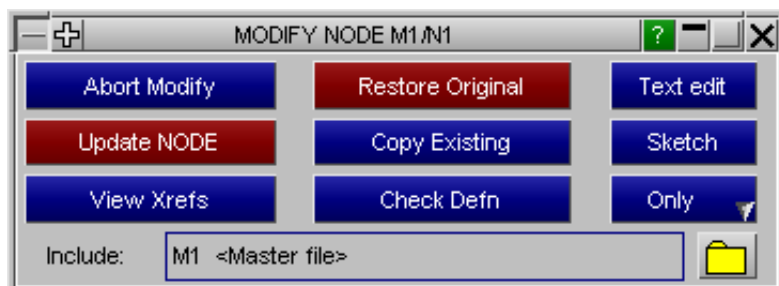 MODIFY NODE M1/N1 ?
Abort Modify Restore Original Text edit
Update NODE Copy Existing Sketch
View Xrefs Check Defn Only
Include: M1 <Master file>